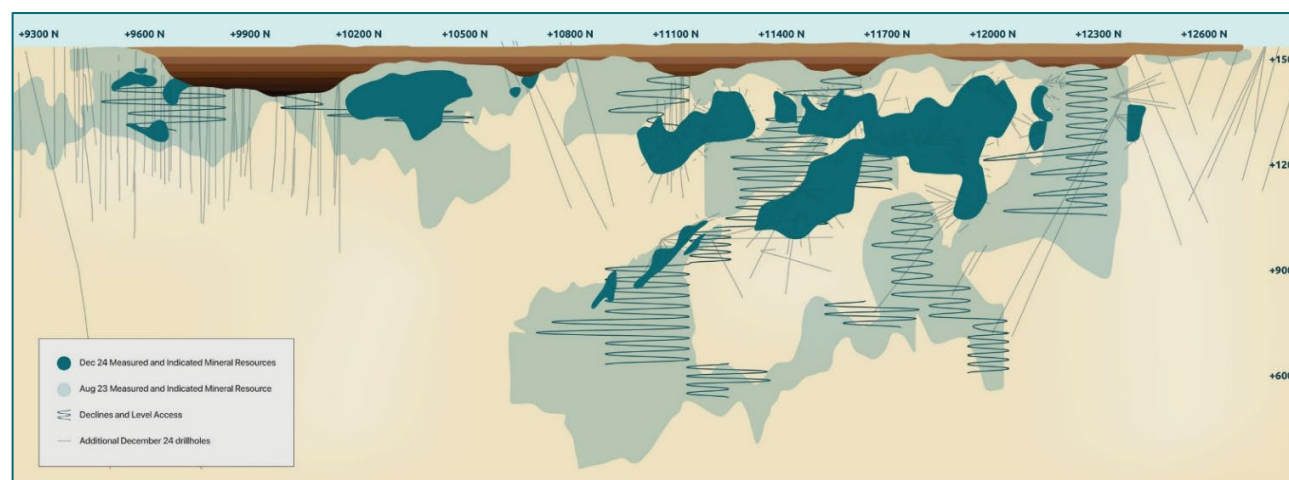 +9300 N +9600 N +9900 N +10200 N +10500 N +10800 N +11100 N +11400 N +11700 N +12000 N +12300 N +12600 N
+150
+120
+900
+600
Dec 24 Measured and Indicated Mineral Resources
Aug 23 Measured and Indicated Mineral Resource
Declines and Level Access
Additional December 24 drillholes